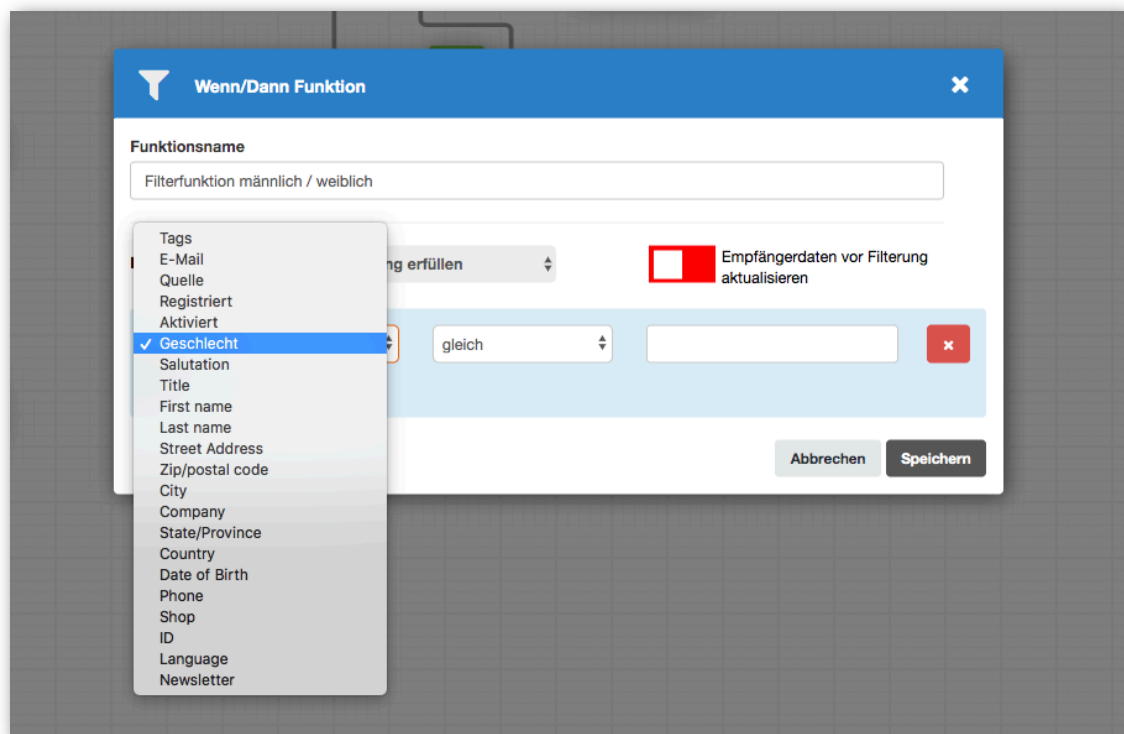 Wenn/Dann Funktion
Funktionsname
Filterfunktion männlich / weiblich
erfüllen
Empfängerdaten vor Filterung
aktualisieren
gleich
Tags
E-Mail
Quelle
Registriert
Aktiviert
Geschlecht
Salutation
Title
First name
Last name
Street Address
Zip/postal code
City
Company
State/Province
Country
Date of Birth
Phone
Shop
ID
Language
Newsletter
Abbrechen
Speichern